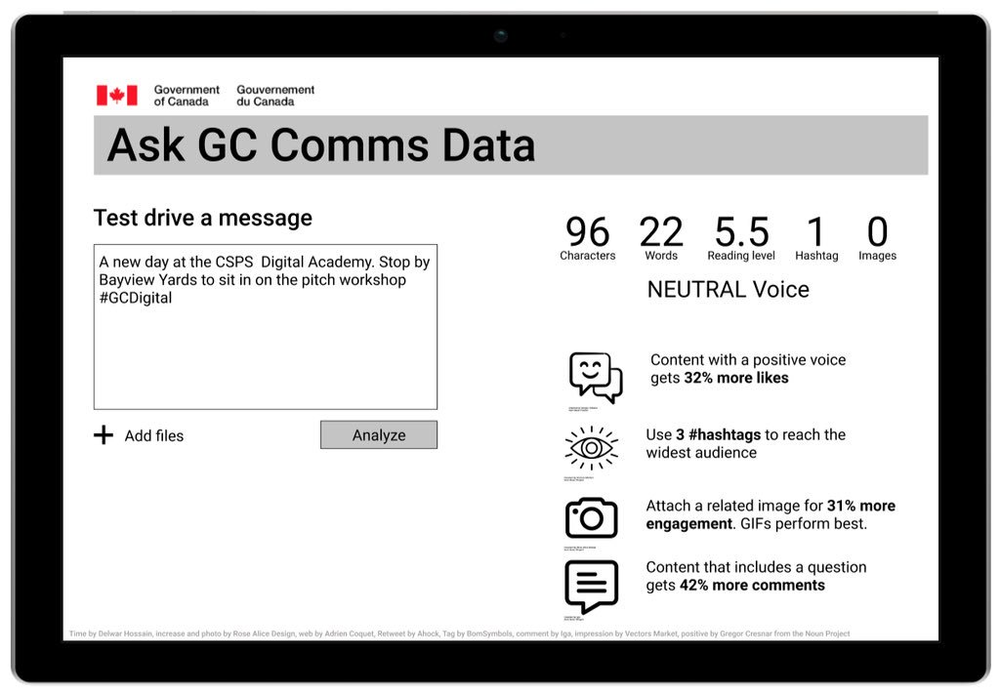 Government of Canada
Gouvernement du Canada
Ask GC Comms Data
Test drive a message
A new day at the CSPS  Digital Academy. Stop by
Bayview Yards to sit in on the pitch workshop
#GCDigital
Add files
Analyze
96 22 5.5 1 0
Characters Words Reading level Hashtag Images
NEUTRAL Voice
Content with a positive voice
gets 32% more likes
Use 3 #hashtags to reach the
widest audience
Attach a related image for 31% more
engagement. GIFs perform best.
Content that includes a question
gets 42% more comments
Time by Delwar Hossain, increase and photo by Rose Alice Design, web by Adrien Coquet, Retweet by Ahock, Tag by BomSymbols, comment by Iga, impression by Vectors Market, positive by Gregor Cresnar from the Noun Project